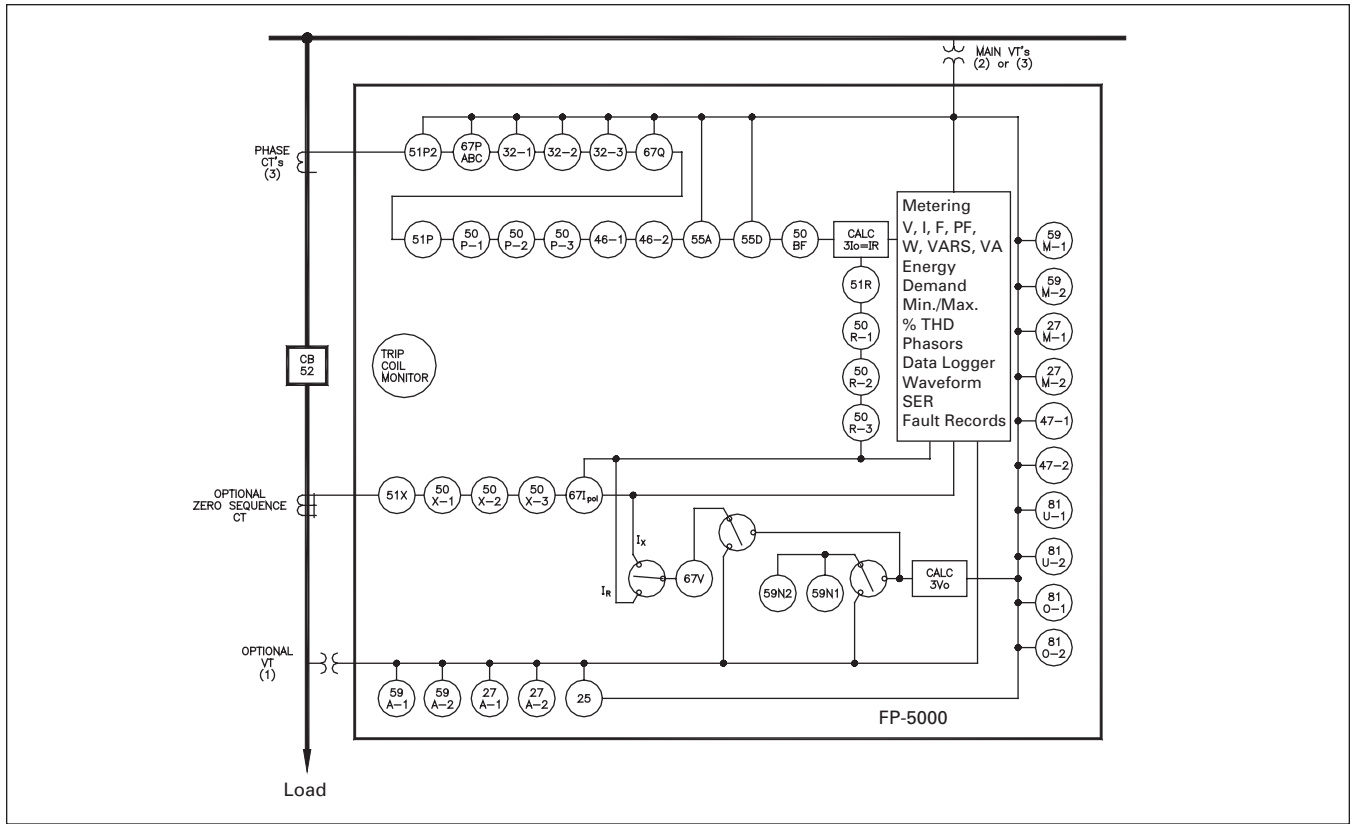 MAIN VT's
(2) or (3)
PHASE
CT's
(3)
51P2
67P
ABC
32-1
32-2
32-3
67Q
51P
50
P-1
50
P-2
50
P-3
46-1
46-2
55A
55D
50
BF
CALC
3Io=IR
Metering
V, I, F, PF,
W, VARS, VA
Energy
Demand
Min./Max.
% THD
Phasors
Data Logger
Waveform
SER
Fault Records
59
M-1
59
M-2
27
M-1
27
M-2
47-1
47-2
81
U-1
81
U-2
81
O-1
81
O-2
51R
50
R-1
50
R-2
50
R-3
CB
52
TRIP
COIL
MONITOR
OPTIONAL
ZERO SEQUENCE
CT
51X
50
X-1
50
X-2
50
X-3
67Ipol
IX
IR
67V
59N2
59N1
CALC
3Vo
OPTIONAL
VT
(1)
59
A-1
59
A-2
27
A-1
27
A-2
25
FP-5000
Load